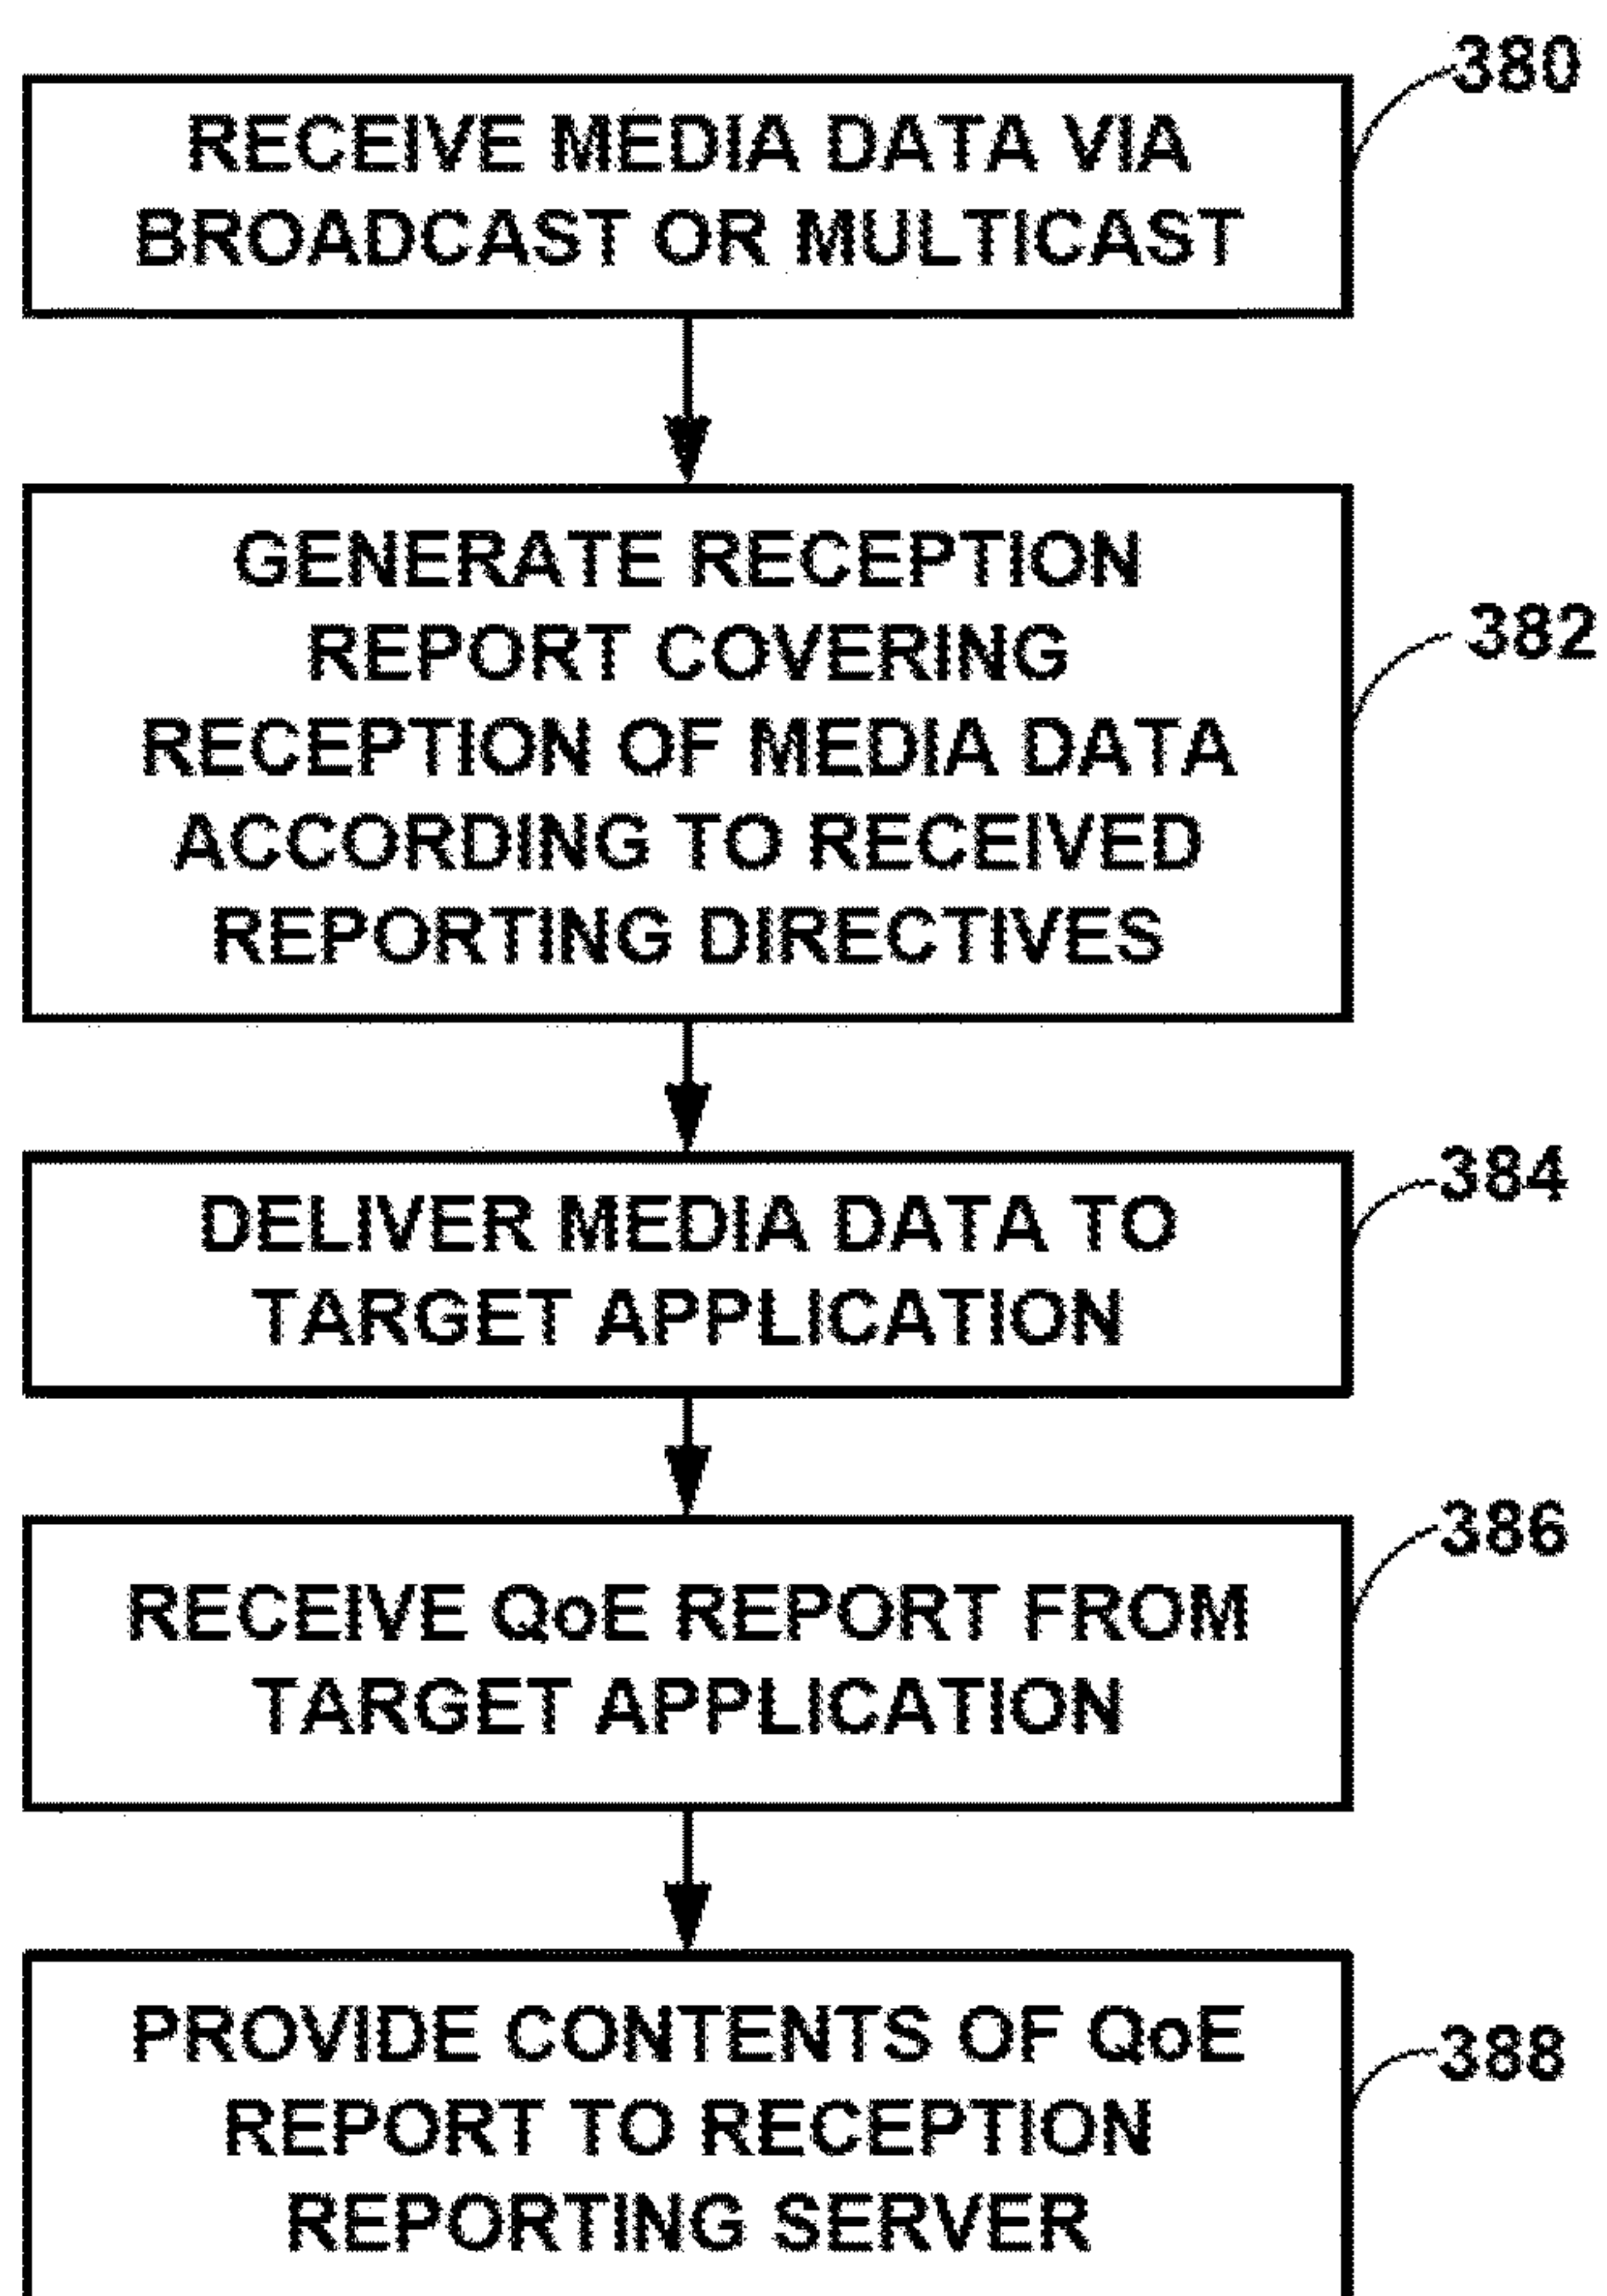 380
RECEIVE MEDIA DATA VIA
BROADCAST OR MULTICAST
382
GENERATE RECEPTION
REPORT COVERING
RECEPTION OF MEDIA DATA
ACCORDING TO RECEIVED
REPORTING DIRECTIVES
384
DELIVER MEDIA DATA TO
TARGET APPLICATION
386
RECEIVE QoE REPORT FROM
TARGET APPLICATION
388
PROVIDE CONTENTS OF QoE
REPORT TO RECEPTION
REPORTING SERVER